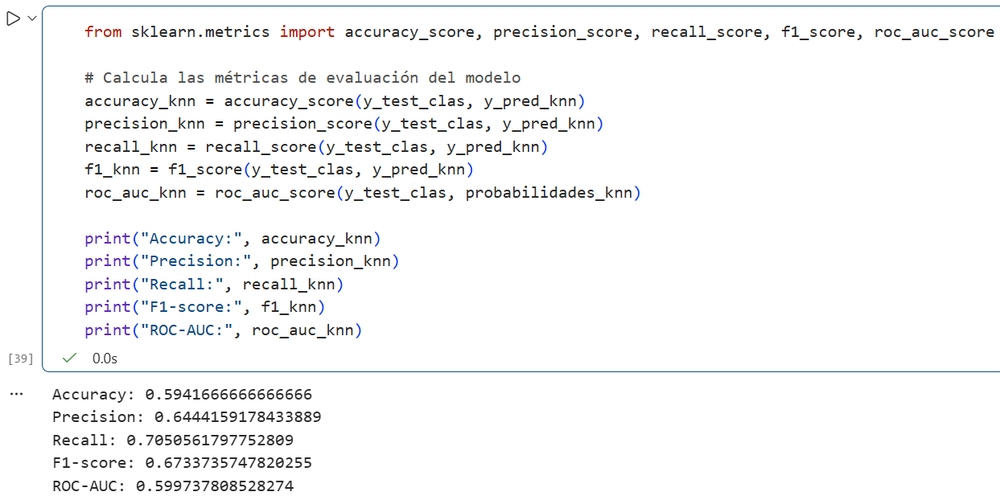 from sklearn.metrics import accuracy_score, precision_score, recall_score, f1_score, roc_auc_score
# Calcula las métricas de evaluación del modelo
accuracy_knn = accuracy_score(y_test_clas, y_pred_knn)
precision_knn = precision_score(y_test_clas, y_pred_knn)
recall_knn = recall_score(y_test_clas, y_pred_knn)
f1_knn = f1_score(y_test_clas, y_pred_knn)
roc_auc_knn = roc_auc_score(y_test_clas, probabilidades_knn)
print("Accuracy:", accuracy_knn)
print("Precision:", precision_knn)
print("Recall:", recall_knn)
print("F1-score:", f1_knn)
print("ROC-AUC:", roc_auc_knn)
[39] 0.0s
Accuracy: 0.5941666666666666
Precision: 0.6444159178433889
Recall: 0.7050561797752809
F1-score: 0.6733735747820255
ROC-AUC: 0.599737808528274